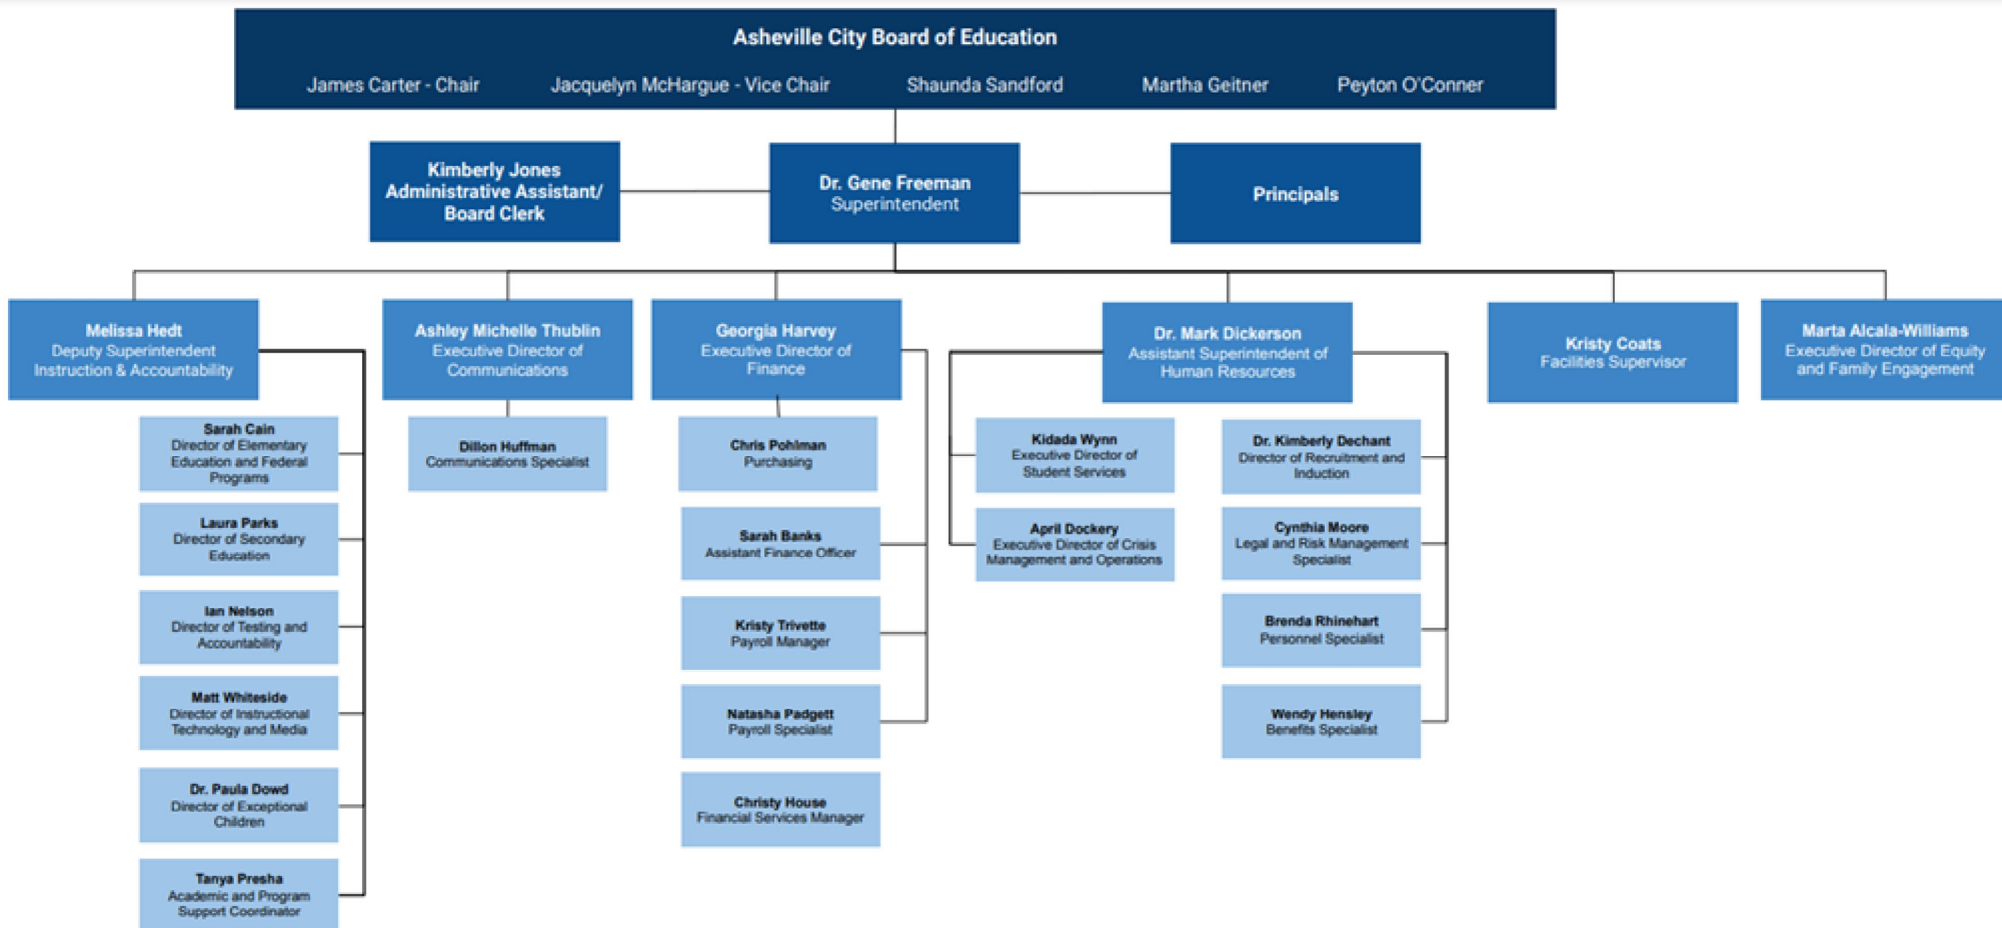 Asheville City Board of Education
James Carter - Chair
Jacquelyn McHargue - Vice Chair
Shaunda Sandford
Martha Geitner
Peyton O'Conner
Kimberly Jones
Administrative Assistant/
Board Clerk
Dr. Gene Freeman
Superintendent
Principals
Melissa Hedt
Deputy Superintendent
Instruction & Accountability
Ashley Michelle Thublin
Executive Director of
Communications
Georgia Harvey
Executive Director of
Finance
Dr. Mark Dickerson
Assistant Superintendent of
Human Resources
Kristy Coats
Facilities Supervisor
Marta Alcala-Williams
Executive Director of Equity
and Family Engagement
Sarah Cain
Director of Elementary
Education and Federal
Programs
Laura Parks
Director of Secondary
Education
Ian Nelson
Director of Testing and
Accountability
Matt Whiteside
Director of Instructional
Technology and Media
Dr. Paula Dowd
Director of Exceptional
Children
Tanya Presha
Academic and Program
Support Coordinator
Dillon Huffman
Communications Specialist
Chris Pohlman
Purchasing
Sarah Banks
Assistant Finance Officer
Kristy Trivette
Payroll Manager
Natasha Padgett
Payroll Specialist
Christy House
Financial Services Manager
Kidada Wynn
Executive Director of
Student Services
April Dockery
Executive Director of Crisis
Management and Operations
Dr. Kimberly Dechant
Director of Recruitment and
Induction
Cynthia Moore
Legal and Risk Management
Specialist
Brenda Rhinehart
Personnel Specialist
Wendy Hensley
Benefits Specialist